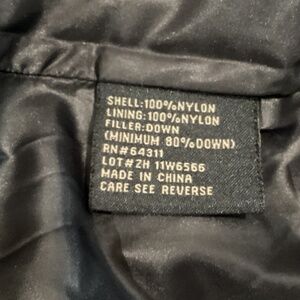 SHELL:100%NYLON
LINING:100%NYLON
FILLER:DOWN
(MINIMUM 80%DOWN)
RN#64311
LOT#ZH 11W6566
MADE IN CHINA
CARE SEE REVERSE